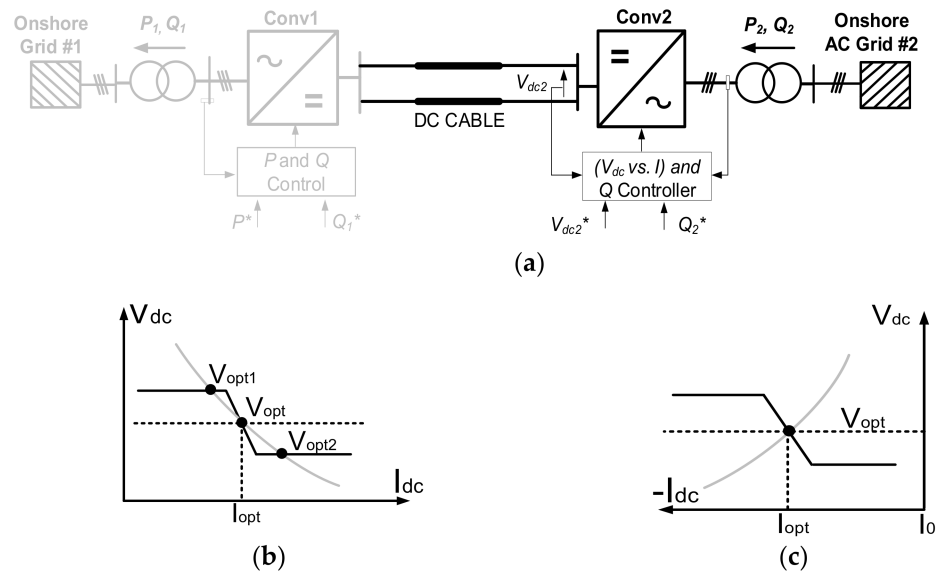 Onshore
Grid #1
P1, Q1
Conv1
Conv2
P2, Q2
Onshore
AC Grid #2
Vdc2
DC CABLE
P and Q
Control
(Vdc vs. I) and
Q Controller
P*
Q1*
Vdc2*
Q2*
(a)
Vdc
Vopt1
Vopt
Vopt2
Idc
Iopt
(b)
Vdc
Vopt
-Idc
Iopt
I0
(c)